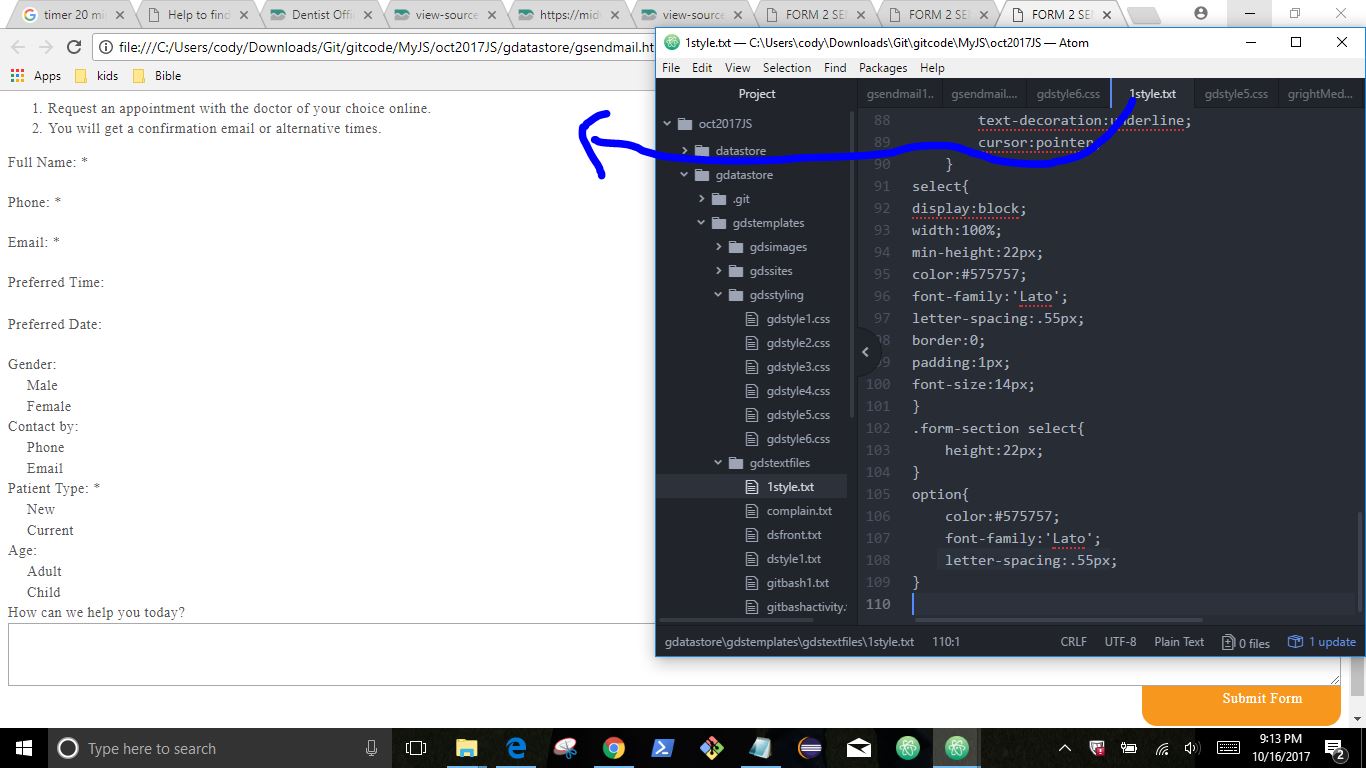 timer 20 mi
Help to find
Dentist Offi
view-source
https://mid
view-source
FORM 2 SE
FORM 2 SE
FORM 2 SE
file:///C:/Users/cody/Downloads/Git/gitcode/MyJS/oct2017JS/gdatastore/gsendmail.ht
Apps
kids
Bible
1. Request an appointment with the doctor of your choice online.
2. You will get a confirmation email or alternative times.
Full Name: *
Phone: *
Email: *
Preferred Time:
Preferred Date:
Gender:
Male
Female
Contact by:
Phone
Email
Patient Type: *
New
Current
Age:
Adult
Child
How can we help you today?
Submit Form
1style.txt — C:\Users\cody\Downloads\Git\gitcode\MyJS\oct2017JS — Atom
File Edit View Selection Find Packages Help
Project
oct2017JS
datastore
gdatastore
.git
gdstemplates
gdsimages
gdssites
gdsstyling
gdstyle1.css
gdstyle2.css
gdstyle3.css
gdstyle4.css
gdstyle5.css
gdstyle6.css
gdstextfiles
1style.txt
complain.txt
dsfront.txt
dstyle1.txt
gitbash1.txt
gitbashactivity.
gsendmail1..
gsendmail....
gdstyle6.css
1style.txt
gdstyle5.css
grightMed...
88 text-decoration:underline;
89 cursor:pointer
90 }
91 select{
92 display:block;
93 width:100%;
94 min-height:22px;
95 color:#575757;
96 font-family:'Lato';
97 letter-spacing:.55px;
98 border:0;
99 padding:1px;
100 font-size:14px;
101 }
102 .form-section select{
103 height:22px;
104 }
105 option{
106 color:#575757;
107 font-family:'Lato';
108 letter-spacing:.55px;
109 }
110
gdatastore\gdstemplates\gdstextfiles\1style.txt 110:1 CRLF UTF-8 Plain Text 0 files 1 update
Type here to search
9:13 PM
10/16/2017
2